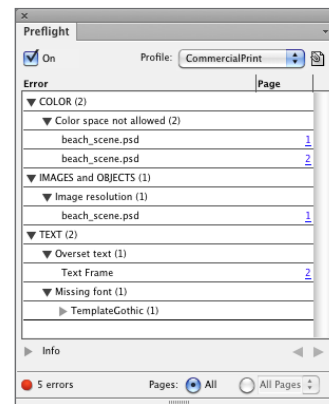 Preflight
On Profile: CommercialPrint
Error Page
COLOR (2)
Color space not allowed (2)
beach_scene.psd 1
beach_scene.psd 2
IMAGES and OBJECTS (1)
Image resolution (1)
beach_scene.psd 1
TEXT (2)
Overset text (1)
Text Frame 2
Missing font (1)
TemplateGothic (1)
Info
5 errors Pages: All All Pages